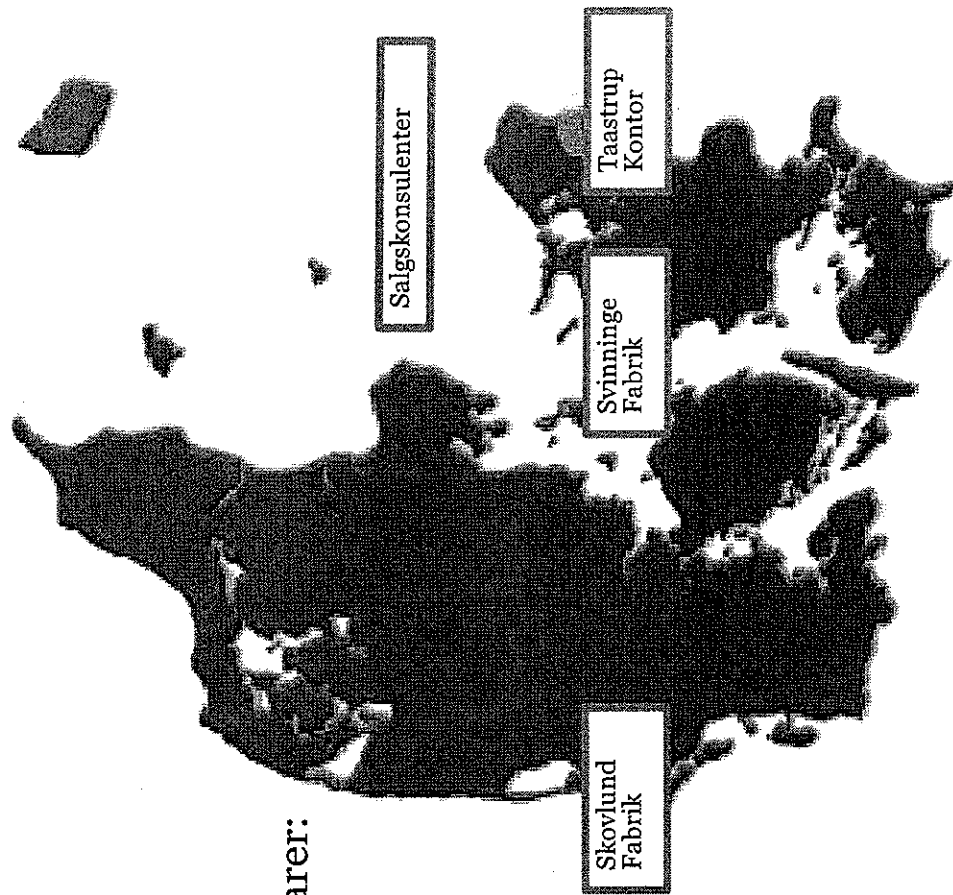 arer:
Salgskonsulenter
Skovlund
Fabrik
Svinninge
Fabrik
Taastrup
Kontor